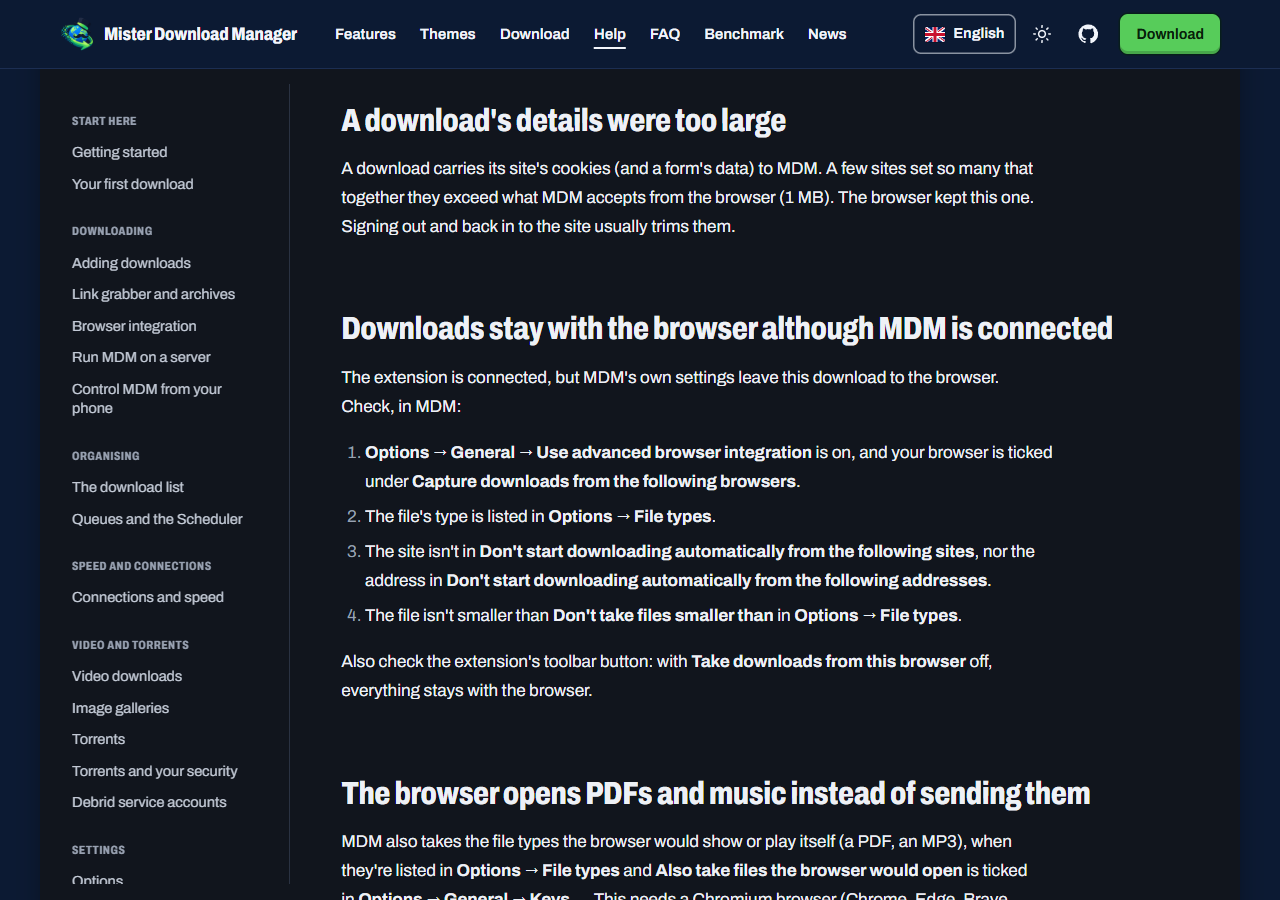 Mister Download Manager
Features
Themes
Download
Help
FAQ
Benchmark
News
English
Download
START HERE
Getting started
Your first download
DOWNLOADING
Adding downloads
Link grabber and archives
Browser integration
Run MDM on a server
Control MDM from your
phone
ORGANISING
The download list
Queues and the Scheduler
SPEED AND CONNECTIONS
Connections and speed
VIDEO AND TORRENTS
Video downloads
Image galleries
Torrents
Torrents and your security
Debrid service accounts
SETTINGS
Options
A download's details were too large
A download carries its site's cookies (and a form's data) to MDM. A few sites set so many that
together they exceed what MDM accepts from the browser (1 MB). The browser kept this one.
Signing out and back in to the site usually trims them.
Downloads stay with the browser although MDM is connected
The extension is connected, but MDM's own settings leave this download to the browser.
Check, in MDM:
1. Options → General → Use advanced browser integration is on, and your browser is ticked
under Capture downloads from the following browsers.
2. The file's type is listed in Options → File types.
3. The site isn't in Don't start downloading automatically from the following sites, nor the
address in Don't start downloading automatically from the following addresses.
4. The file isn't smaller than Don't take files smaller than in Options → File types.
Also check the extension's toolbar button: with Take downloads from this browser off,
everything stays with the browser.
The browser opens PDFs and music instead of sending them
MDM also takes the file types the browser would show or play itself (a PDF, an MP3), when
they're listed in Options → File types and Also take files the browser would open is ticked
in Options → General → Keys.... This needs a Chromium browser (Chrome, Edge, Brave,